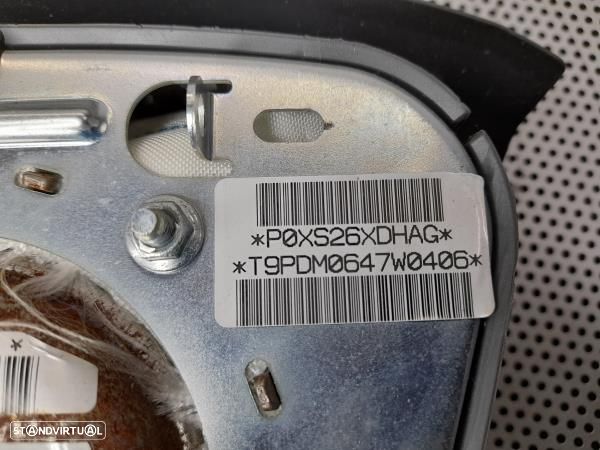 *P0XS26XDHAG*
*T9PDM0647W0406*
*
STANDVIRTUAL